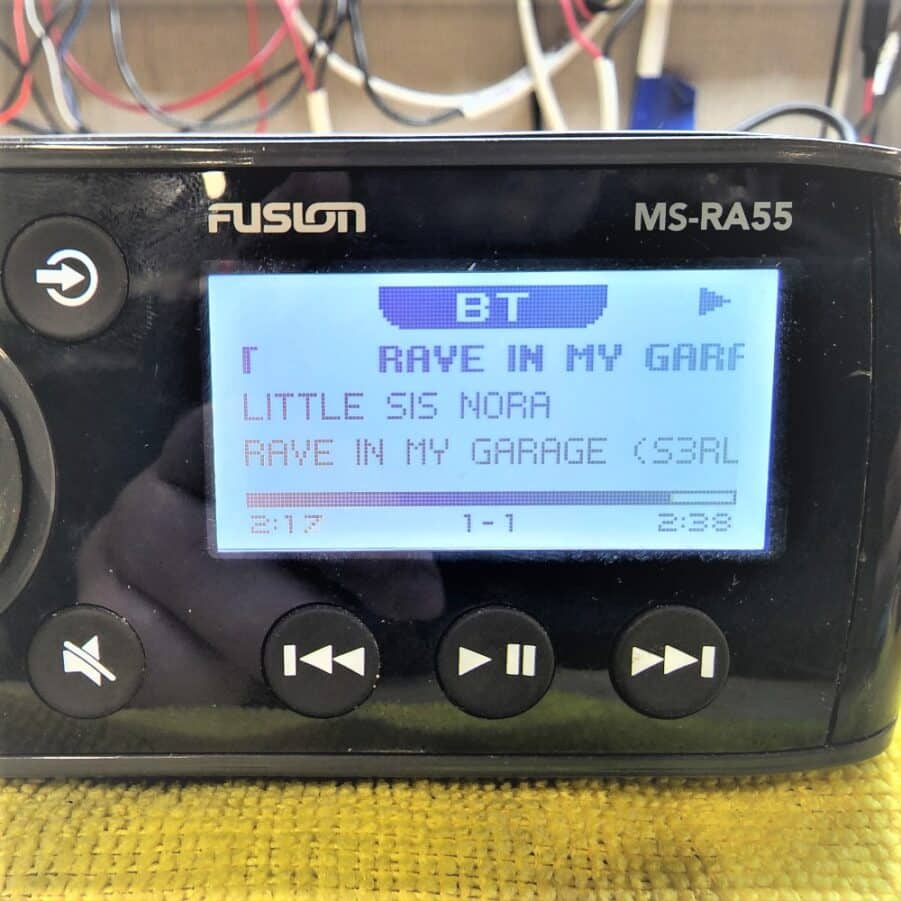 FUSION
MS-RA55
BT
RAVE IN MY GAR
LITTLE SIS NORA
RAVE IN MY GARAGE (S3RL
2:17 1-1 2:38